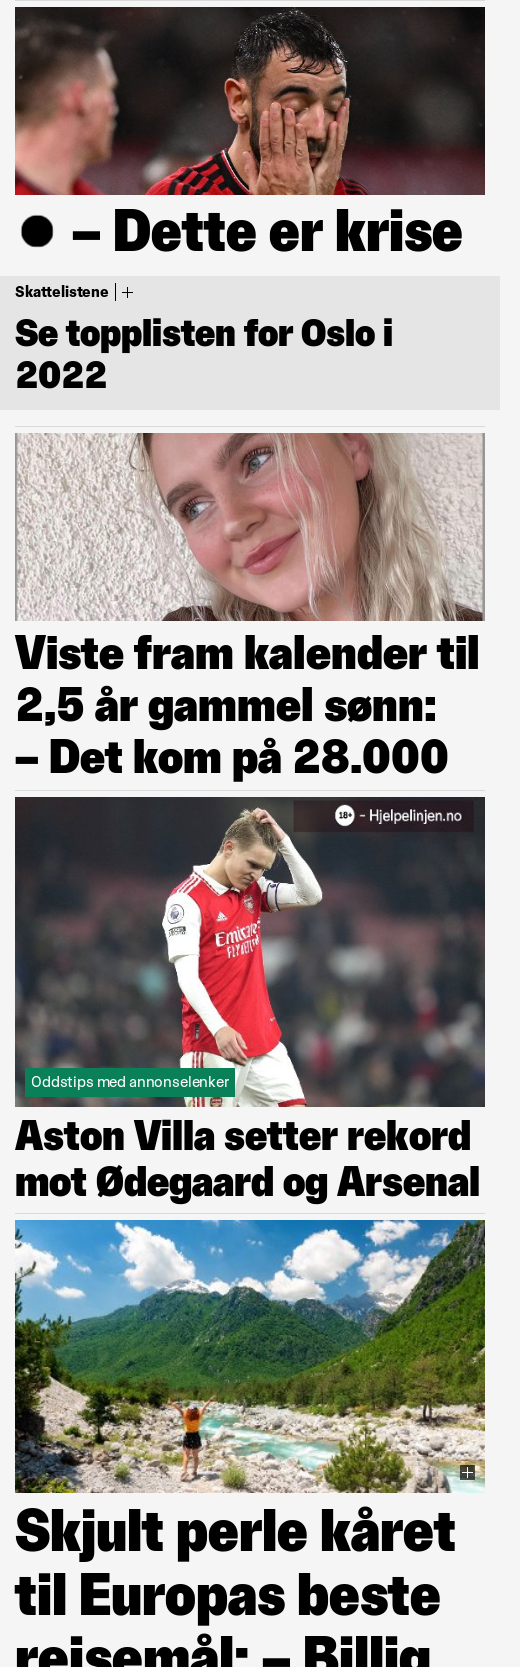 – Dette er krise
Skattelistene
Se topplisten for Oslo i
2022
Viste fram kalender til
2,5 år gammel sønn:
– Det kom på 28.000
18+ - Hjelpelinjen.no
Emirates
Oddstips med annonselenker
Aston Villa setter rekord
mot Ødegaard og Arsenal
Skjult perle kåret
til Europas beste
reisemål: – Billig